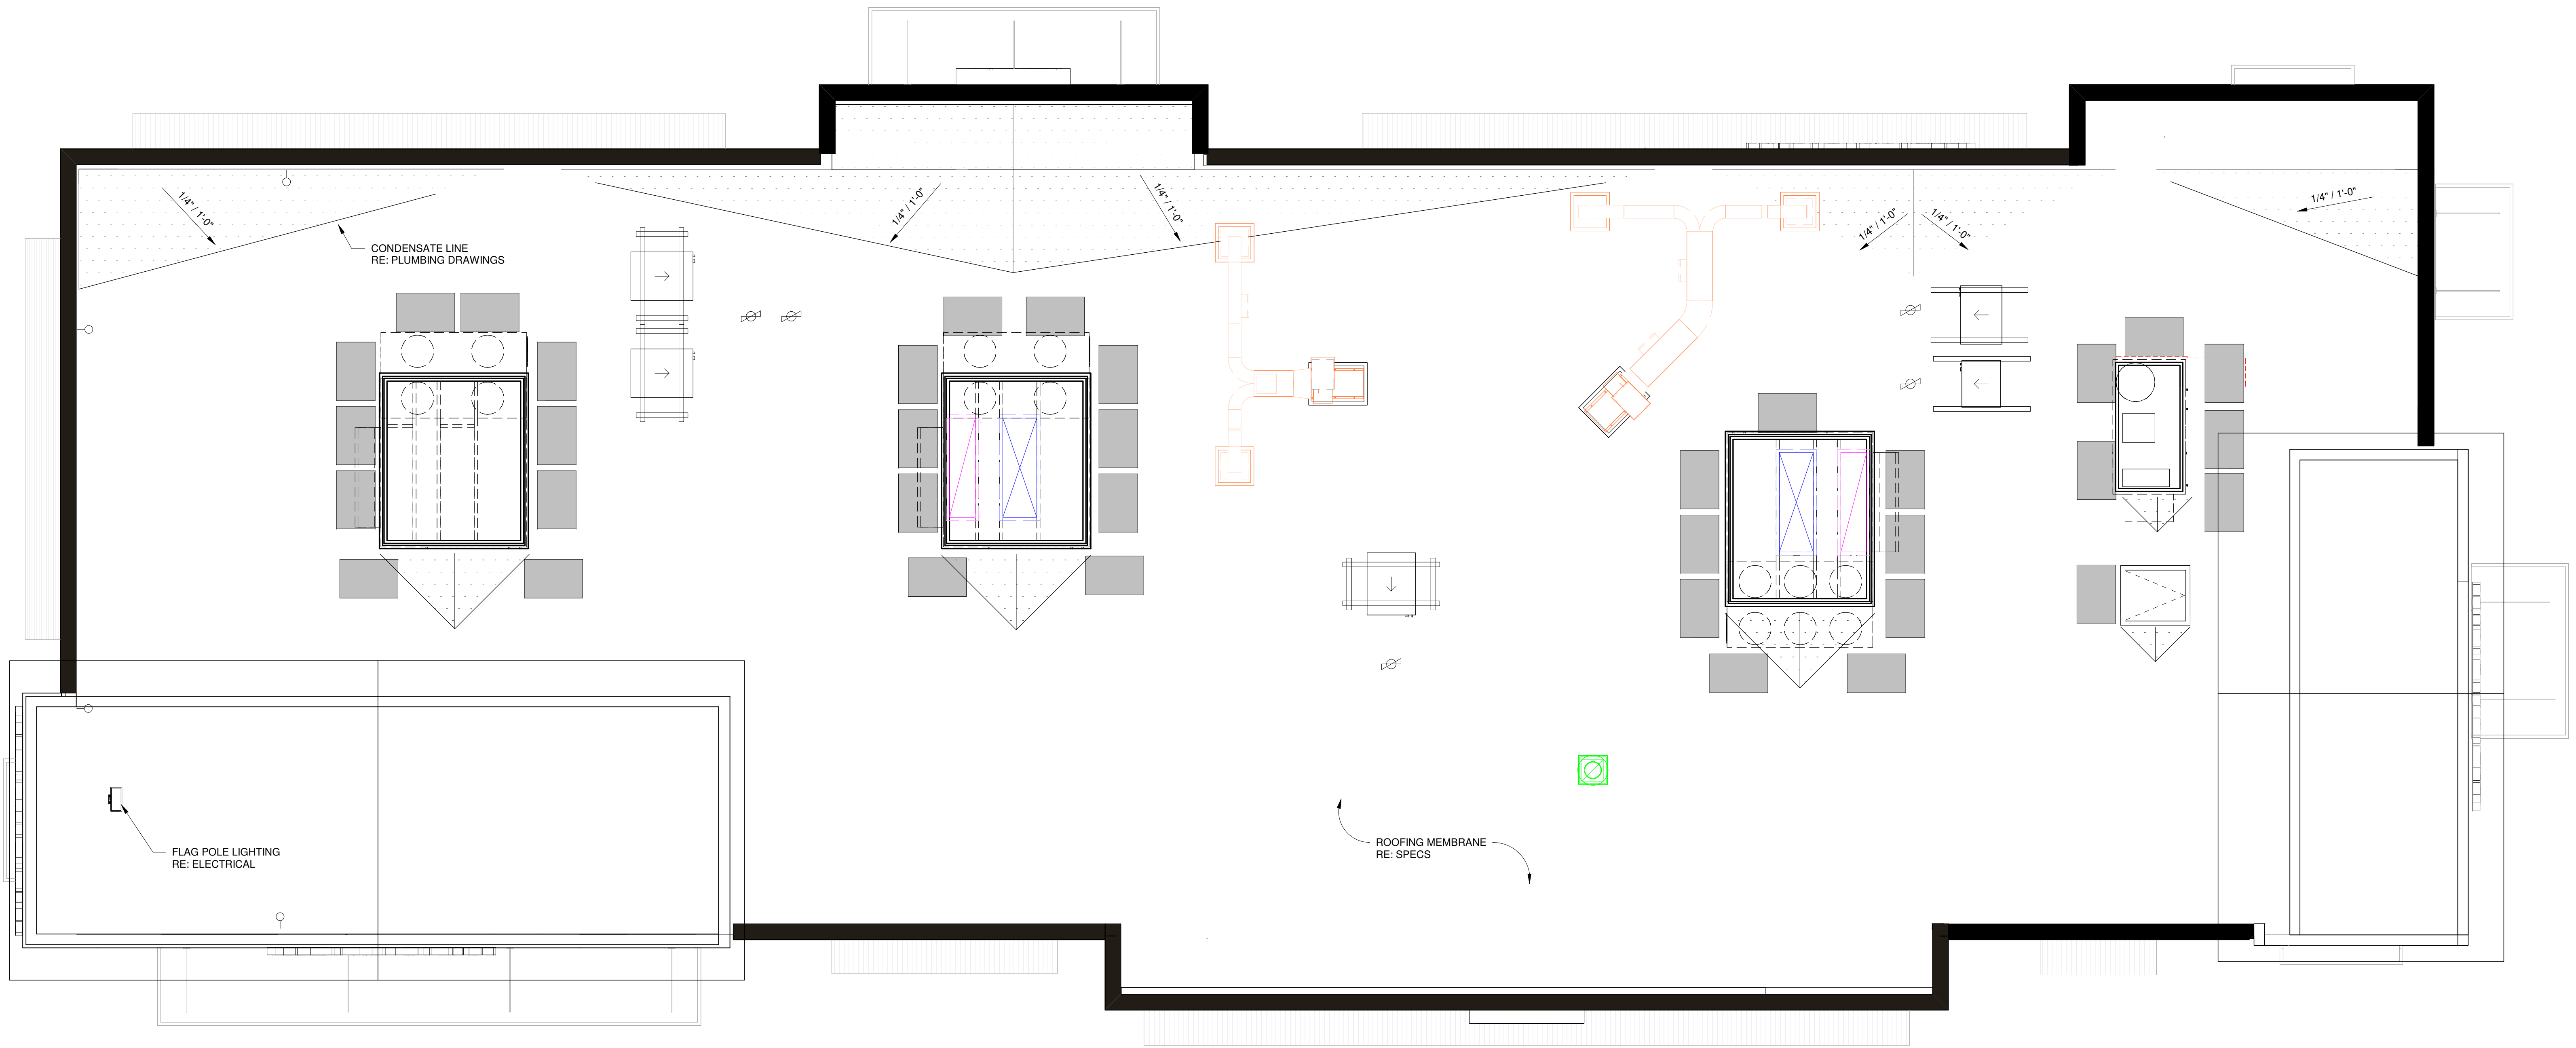 1/4" / 1'-0"
1/4" / 1'-0"
1/4" / 1'-0"
1/4" / 1'-0"
1/4" / 1'-0"
1/4" / 1'-0"
CONDENSATE LINE
RE: PLUMBING DRAWINGS
FLAG POLE LIGHTING
RE: ELECTRICAL
ROOFING MEMBRANE
RE: SPECS